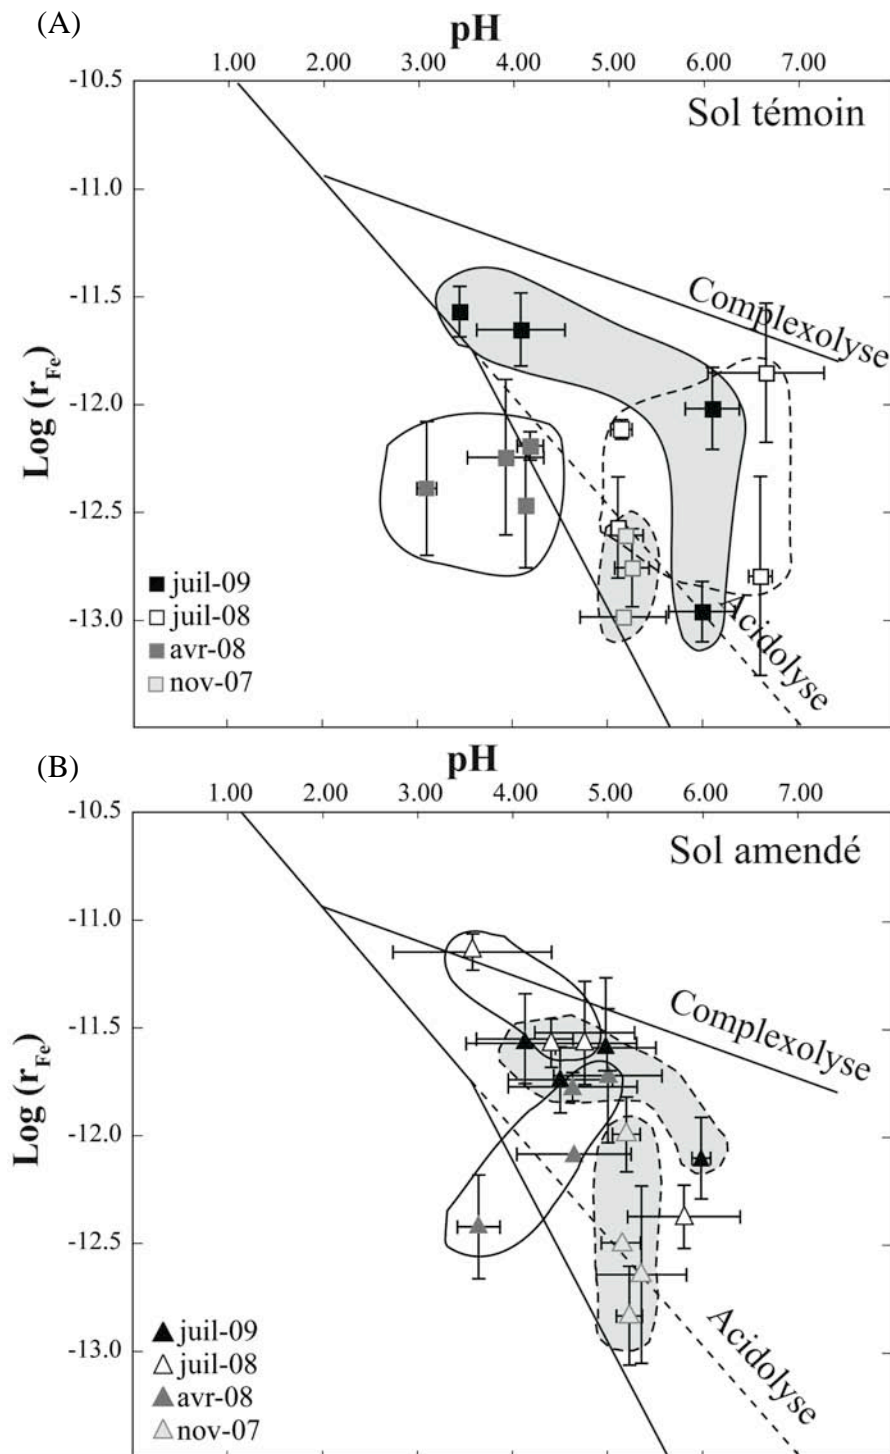 (A)
pH
1.00 2.00 3.00 4.00 5.00 6.00 7.00
-10.5
Sol témoin
-11.0
-11.5
Complexolyse
-12.0
Log (rFe)
-12.5
juil-09
juil-08
-13.0
Acidolyse
avr-08
nov-07
(B)
pH
1.00 2.00 3.00 4.00 5.00 6.00 7.00
-10.5
Sol amendé
-11.0
Complexolyse
-11.5
-12.0
Log (rFe)
-12.5
-13.0
Acidolyse
juil-09
juil-08
avr-08
nov-07